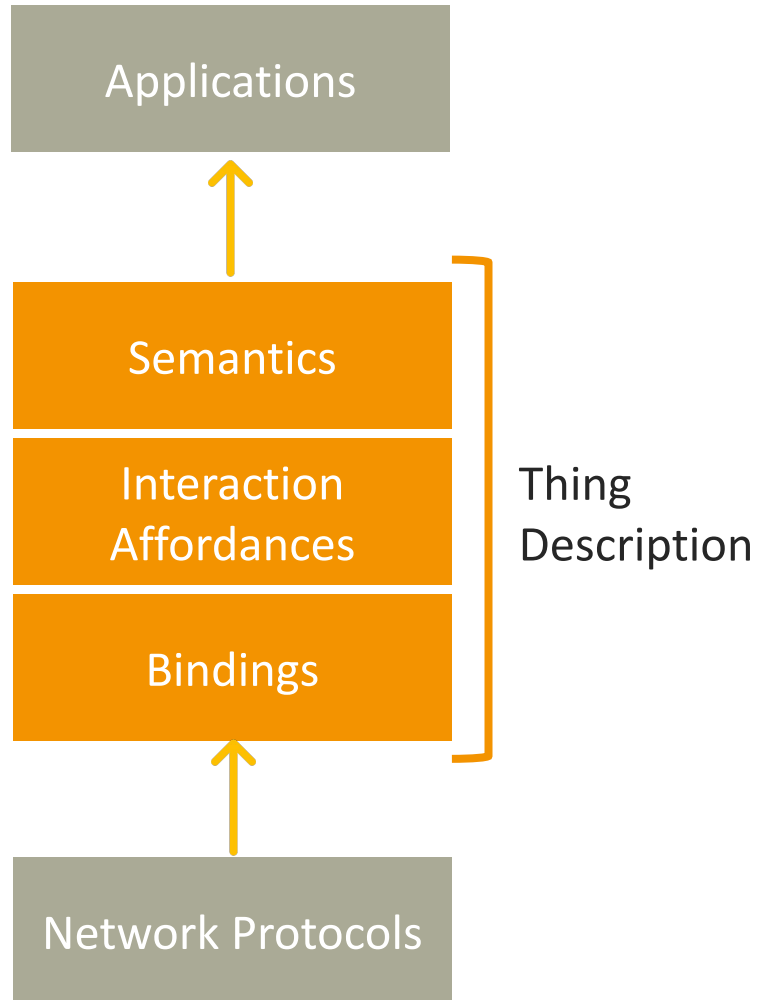 Applications
Semantics
Interaction
Affordances
Thing
Description
Bindings
Network Protocols